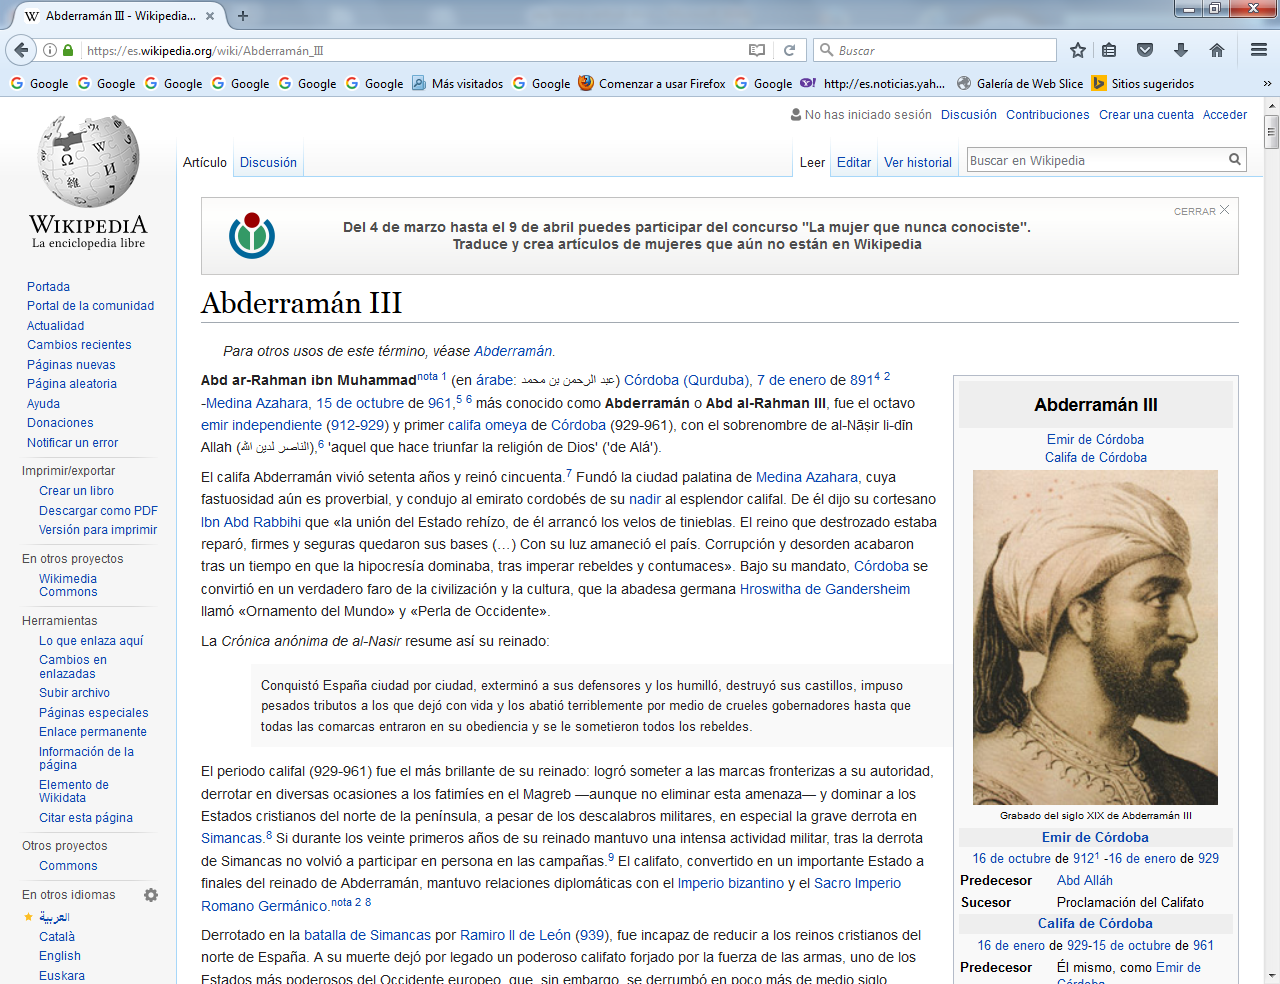 Abderramán III - Wikipedia...
https://es.wikipedia.org/wiki/Abderramán_III
Buscar
Google Google Google Google Google Google Más visitados Google Comenzar a usar Firefox Google http://es.noticias.yah... Galería de Web Slice Sitios sugeridos
No has iniciado sesión Discusión Contribuciones Crear una cuenta Acceder
Artículo Discusión Leer Editar Ver historial Buscar en Wikipedia
WIKIPEDIA
La enciclopedia libre
Portada
Portal de la comunidad
Actualidad
Cambios recientes
Páginas nuevas
Página aleatoria
Ayuda
Donaciones
Notificar un error
Imprimir/exportar
Crear un libro
Descargar como PDF
Versión para imprimir
En otros proyectos
Wikimedia
Commons
Herramientas
Lo que enlaza aquí
Cambios en
enlazadas
Subir archivo
Páginas especiales
Enlace permanente
Información de la
página
Elemento de
Wikidata
Citar esta página
Otros proyectos
Commons
En otros idiomas
العربية
Català
English
Euskara
CERRAR
Del 4 de marzo hasta el 9 de abril puedes participar del concurso "La mujer que nunca conociste".
Traduce y crea artículos de mujeres que aún no están en Wikipedia
Abderramán III
Para otros usos de este término, véase Abderramán.
Abd ar-Rahman ibn Muhammad nota 1 (en árabe: عبد الرحمن بن محمد) Córdoba (Qurduba), 7 de enero de 891 4 2
-Medina Azahara, 15 de octubre de 961, 5 6 más conocido como Abderramán o Abd al-Rahman III, fue el octavo
emir independiente (912-929) y primer califa omeya de Córdoba (929-961), con el sobrenombre de al-Nāṣir li-dīn
Allah (الناصر لدين الله), 6 'aquel que hace triunfar la religión de Dios' ('de Alá').
El califa Abderramán vivió setenta años y reinó cincuenta. 7 Fundó la ciudad palatina de Medina Azahara, cuya
fastuosidad aún es proverbial, y condujo al emirato cordobés de su nadir al esplendor califal. De él dijo su cortesano
Ibn Abd Rabbihi que «la unión del Estado rehízo, de él arrancó los velos de tinieblas. El reino que destrozado estaba
reparó, firmes y seguras quedaron sus bases (…) Con su luz amaneció el país. Corrupción y desorden acabaron
tras un tiempo en que la hipocresía dominaba, tras imperar rebeldes y contumaces». Bajo su mandato, Córdoba se
convirtió en un verdadero faro de la civilización y la cultura, que la abadesa germana Hroswitha de Gandersheim
llamó «Ornamento del Mundo» y «Perla de Occidente».
La Crónica anónima de al-Nasir resume así su reinado:
Conquistó España ciudad por ciudad, exterminó a sus defensores y los humilló, destruyó sus castillos, impuso
pesados tributos a los que dejó con vida y los abatió terriblemente por medio de crueles gobernadores hasta que
todas las comarcas entraron en su obediencia y se le sometieron todos los rebeldes.
El periodo califal (929-961) fue el más brillante de su reinado: logró someter a las marcas fronterizas a su autoridad,
derrotar en diversas ocasiones a los fatimíes en el Magreb —aunque no eliminar esta amenaza— y dominar a los
Estados cristianos del norte de la península, a pesar de los descalabros militares, en especial la grave derrota en
Simancas. 8 Si durante los veinte primeros años de su reinado mantuvo una intensa actividad militar, tras la derrota
de Simancas no volvió a participar en persona en las campañas. 9 El califato, convertido en un importante Estado a
finales del reinado de Abderramán, mantuvo relaciones diplomáticas con el Imperio bizantino y el Sacro Imperio
Romano Germánico. nota 2 8
Derrotado en la batalla de Simancas por Ramiro II de León (939), fue incapaz de reducir a los reinos cristianos del
norte de España. A su muerte dejó por legado un poderoso califato forjado por la fuerza de las armas, uno de los
Estados más poderosos del Occidente europeo, que, sin embargo, se derrumbó en poco más de medio siglo
Abderramán III
Emir de Córdoba
Califa de Córdoba
Grabado del siglo XIX de Abderramán III
Emir de Córdoba
16 de octubre de 912 1 -16 de enero de 929
Predecesor Abd Alláh
Sucesor Proclamación del Califato
Califa de Córdoba
16 de enero de 929-15 de octubre de 961
Predecesor Él mismo, como Emir de
Córdoba